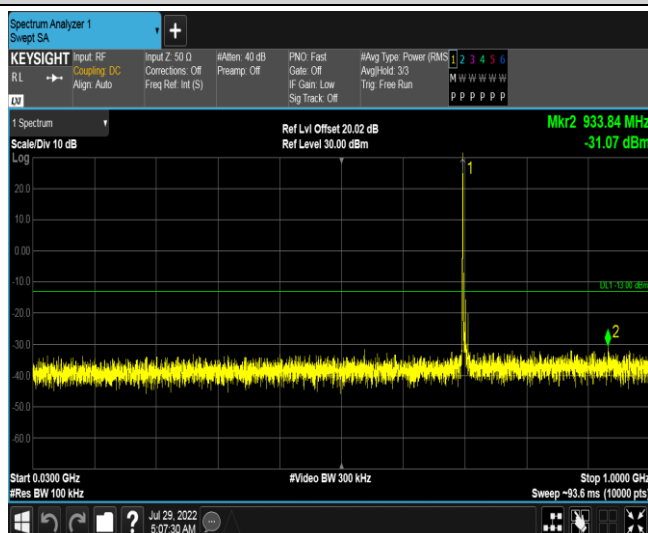 Spectrum Analyzer 1
Swept SA
+
KEYSIGHT
RL
LXI
Input: RF
Coupling: DC
Align: Auto
Input Z: 50 Ω
Corrections: Off
Freq Ref: Int (S)
#Atten: 40 dB
Preamp: Off
PNO: Fast
Gate: Off
IF Gain: Low
Sig Track: Off
#Avg Type: Power (RMS
Avg|Hold: 3/3
Trig: Free Run
1 2 3 4 5 6
M W W W W W
P P P P P P
1 Spectrum
Scale/Div 10 dB
Log
Ref Lvl Offset 20.02 dB
Ref Level 30.00 dBm
Mkr2 933.84 MHz
-31.07 dBm
20.0
10.0
0.00
-10.0
-20.0
-30.0
-40.0
-50.0
-60.0
1
DL1 -13.00 dBm
2
Start 0.0300 GHz
#Res BW 100 kHz
#Video BW 300 kHz
Stop 1.0000 GHz
Sweep ~93.6 ms (10000 pts)
?
Jul 29, 2022
5:07:30 AM